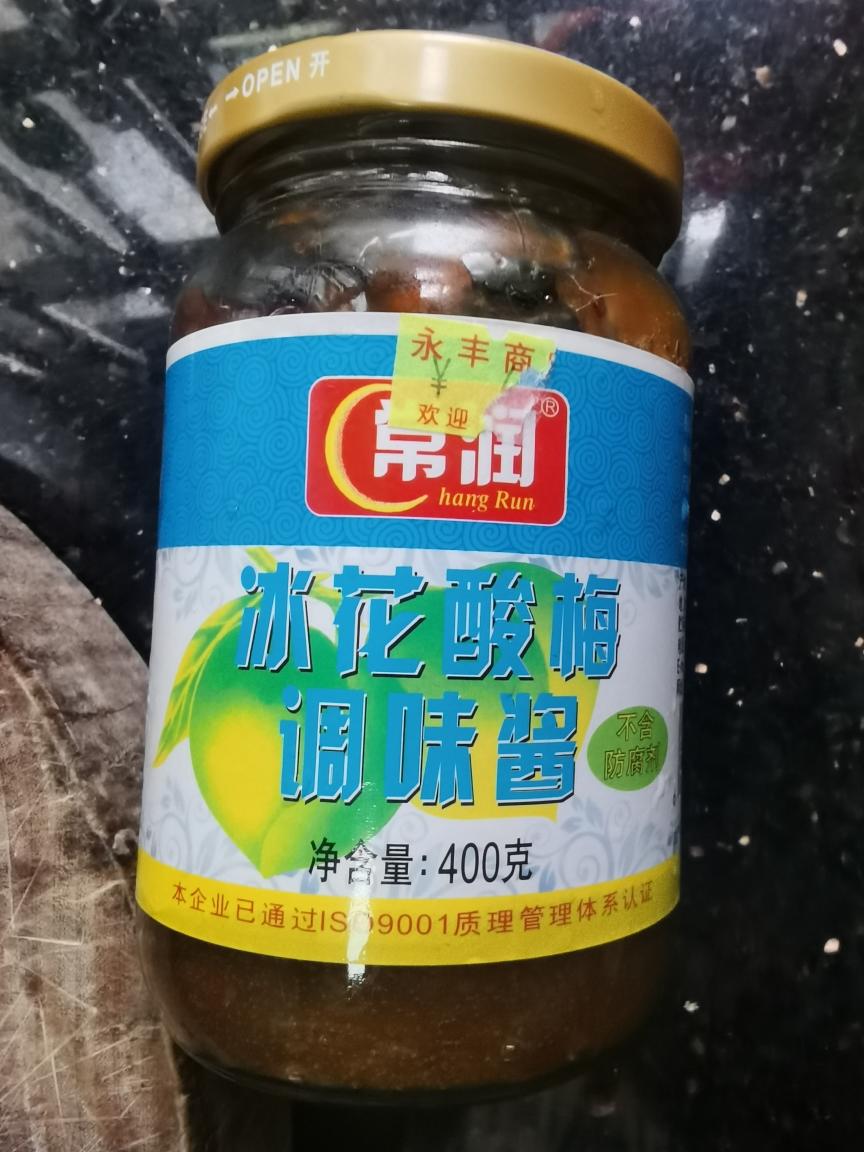 →OPEN 开
永丰商
¥
欢迎
常润®
hang Run
冰花酸梅
调味酱
不含
防腐剂
净含量:400克
本企业已通过ISO9001质理管理体系认证